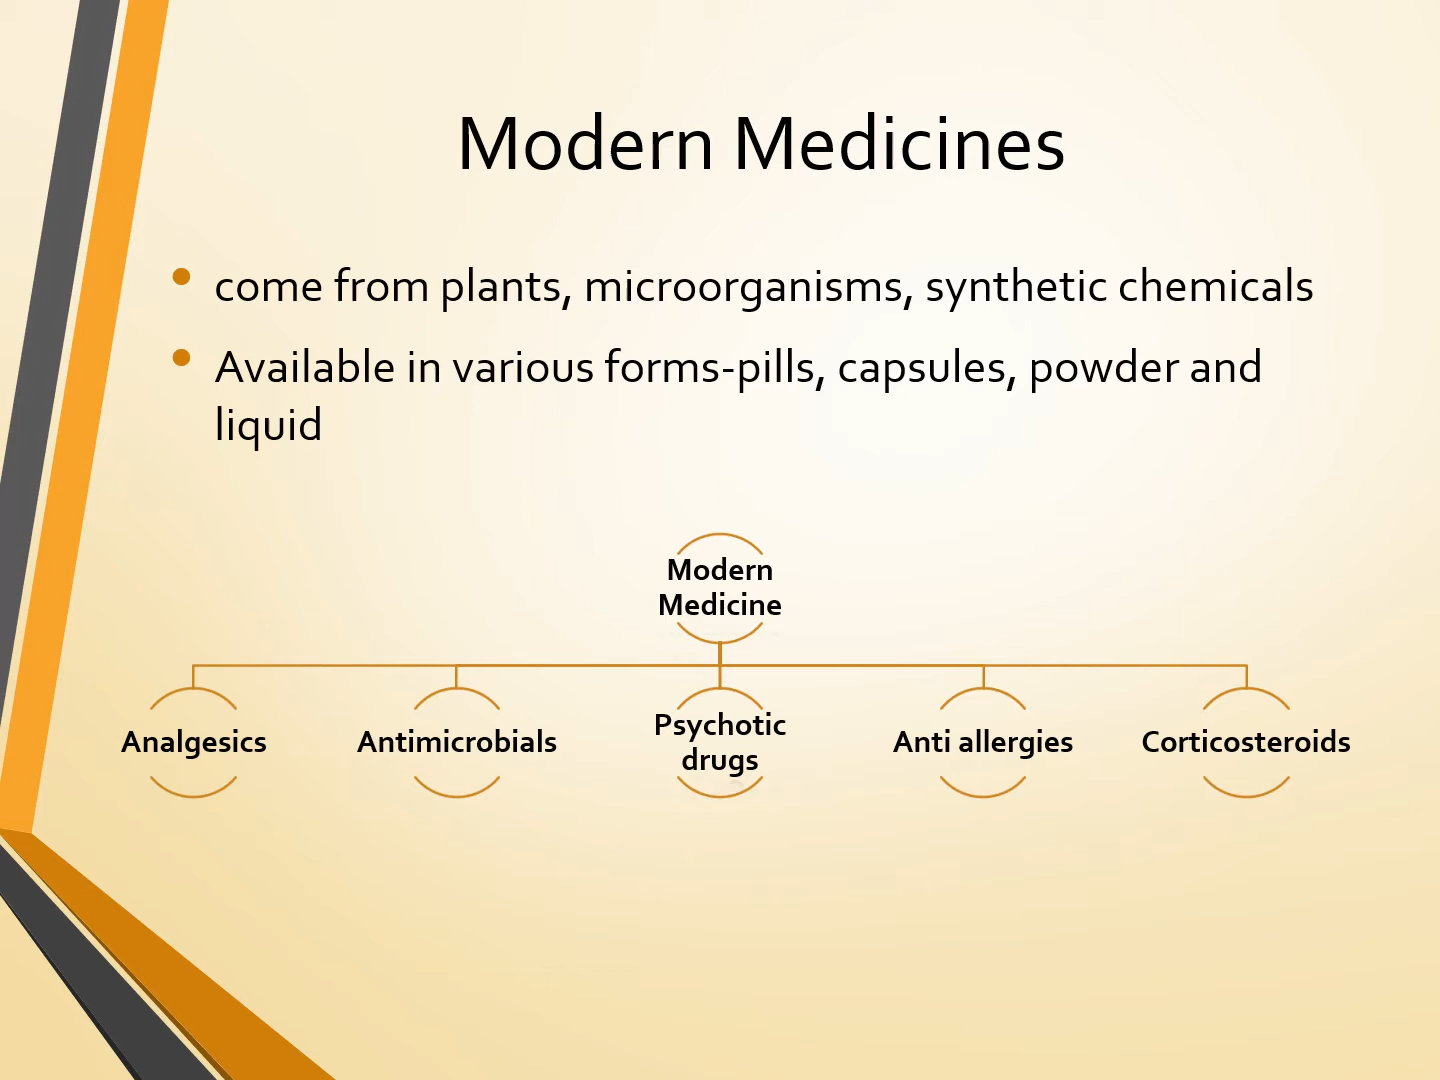 Modern Medicines
come from plants, microorganisms, synthetic chemicals
Available in various forms-pills, capsules, powder and
liquid
Modern
Medicine
Analgesics
Antimicrobials
Psychotic
drugs
Anti allergies
Corticosteroids